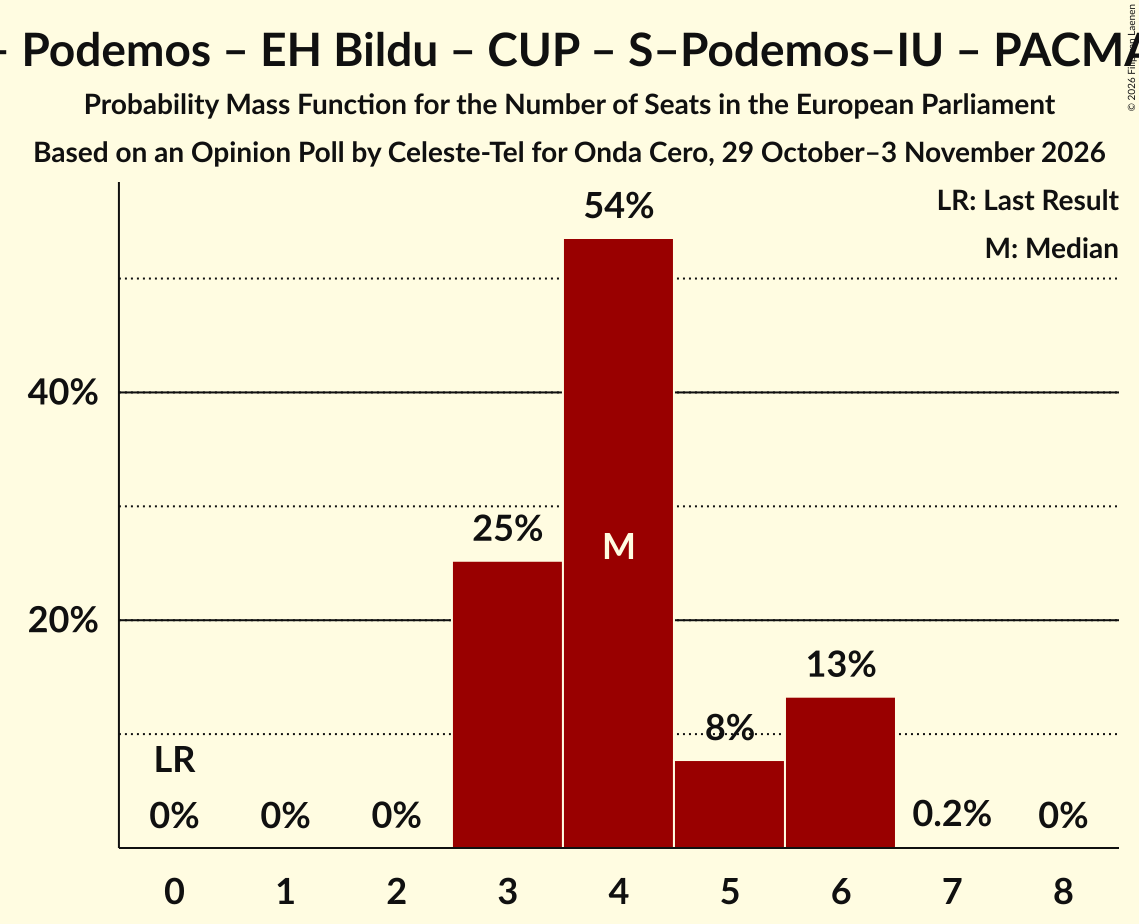 – Podemos – EH Bildu – CUP – S–Podemos–IU – PACMA
Probability Mass Function for the Number of Seats in the European Parliament
Based on an Opinion Poll by Celeste-Tel for Onda Cero, 29 October–3 November 2026
© 2026 Filip van Laenen
LR: Last Result
M: Median
54%
40%
25%
M
20%
13%
8%
LR
0% 0% 0% 0.2% 0%
0 1 2 3 4 5 6 7 8